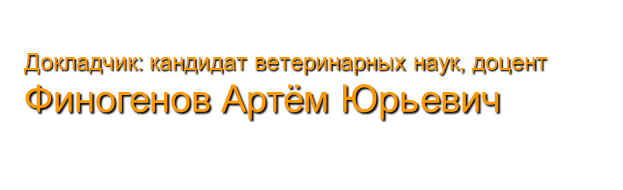 Докладчик: кандидат ветеринарных наук, доцент
Финогенов Артём Юрьевич